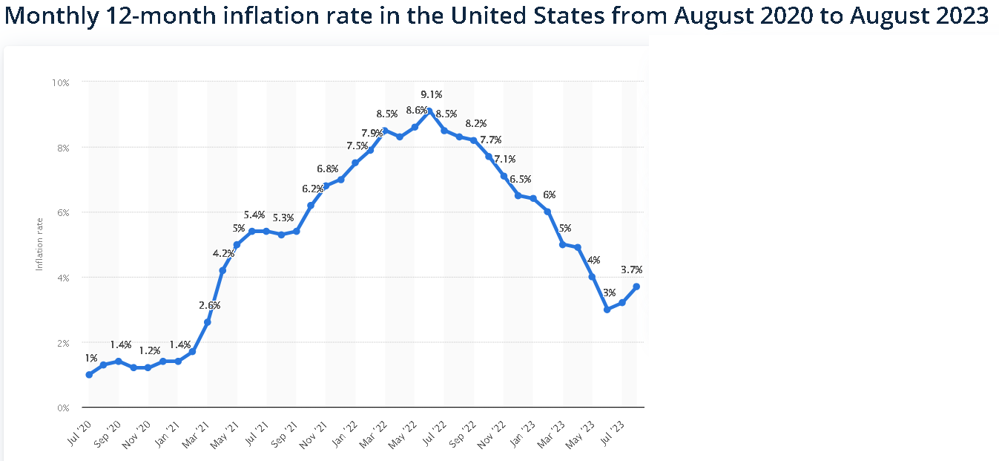 Monthly 12-month inflation rate in the United States from August 2020 to August 2023
10%
8%
6%
4%
2%
0%
Inflation rate
1%
1.4%
1.2%
1.4%
2.6%
4.2%
5%
5.4%
5.3%
6.2%
6.8%
7.5%
7.9%
8.5%
8.6%
9.1%
8.5%
8.2%
7.7%
7.1%
6.5%
6%
5%
4%
3%
3.7%
Jul '20
Sep '20
Nov '20
Jan '21
Mar '21
May '21
Jul '21
Sep '21
Nov '21
Jan '22
Mar '22
May '22
Jul '22
Sep '22
Nov '22
Jan '23
Mar '23
May '23
Jul '23